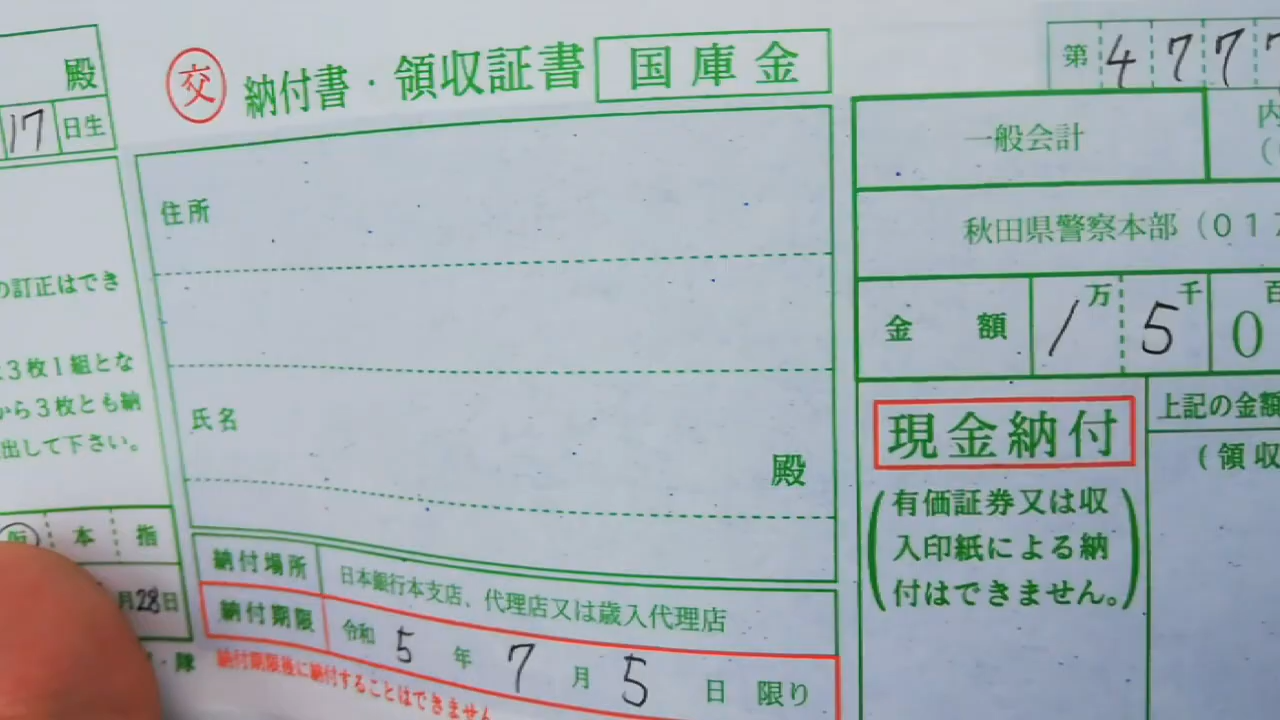 殿
17日生
の訂正はでき
3枚1組とな
から3枚とも納
出して下さい。
本 指
月28日
隊
交 納付書・領収証書 国庫金
住所
氏名
殿
納付場所 日本銀行本支店、代理店又は歳入代理店
納付期限 令和5年7月5日限り
納付期限後に納付することはできません
第 4777
一般会計 内
秋田県警察本部(017
金額 1万5千0百
現金納付
(有価証券又は収
入印紙による納
付はできません。)
上記の金額
(領収